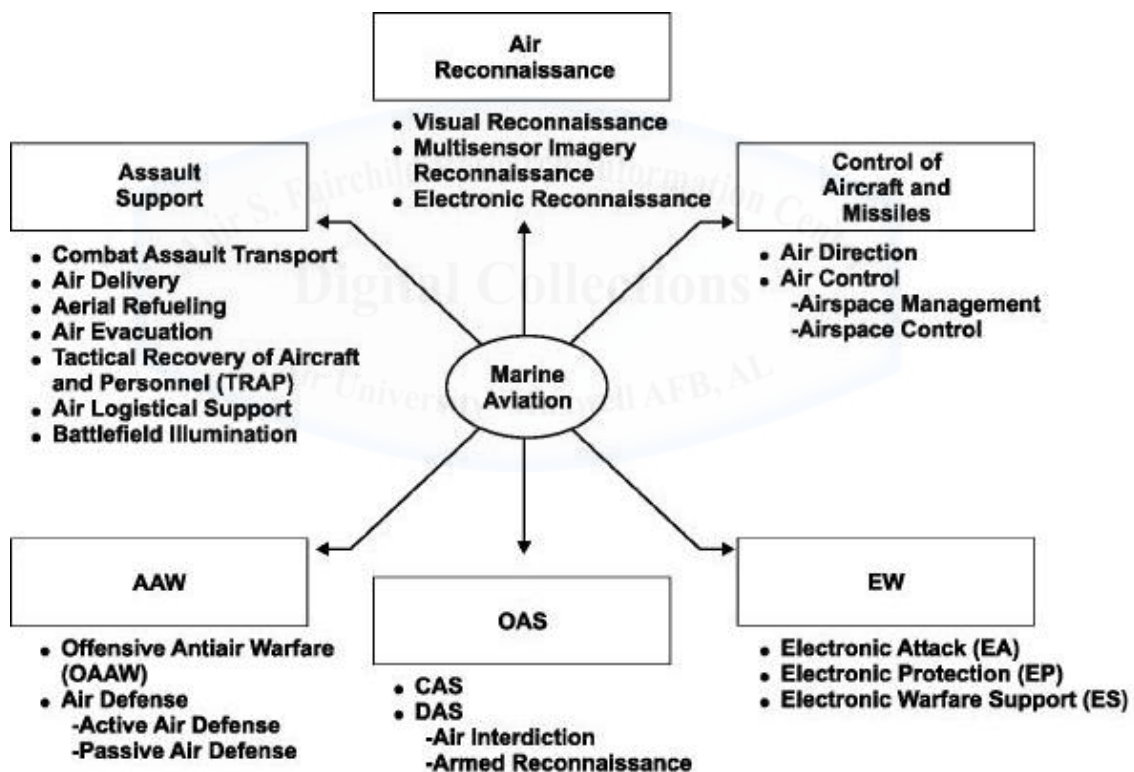 Air
Reconnaissance
• Visual Reconnaissance
• Multisensor Imagery
Reconnaissance
• Electronic Reconnaissance
Assault
Support
• Combat Assault Transport
• Air Delivery
• Aerial Refueling
• Air Evacuation
• Tactical Recovery of Aircraft
and Personnel (TRAP)
• Air Logistical Support
• Battlefield Illumination
Control of
Aircraft and
Missiles
• Air Direction
• Air Control
-Airspace Management
-Airspace Control
Marine
Aviation
AAW
• Offensive Antiair Warfare
(OAAW)
• Air Defense
-Active Air Defense
-Passive Air Defense
OAS
• CAS
• DAS
-Air Interdiction
-Armed Reconnaissance
EW
• Electronic Attack (EA)
• Electronic Protection (EP)
• Electronic Warfare Support (ES)
Digital Collections